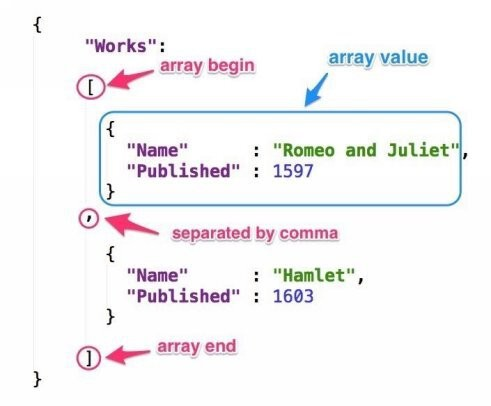 {
"Works":
array begin
array value
[
{
"Name" : "Romeo and Juliet",
"Published" : 1597
}
,
separated by comma
{
"Name" : "Hamlet",
"Published" : 1603
}
]
array end
}